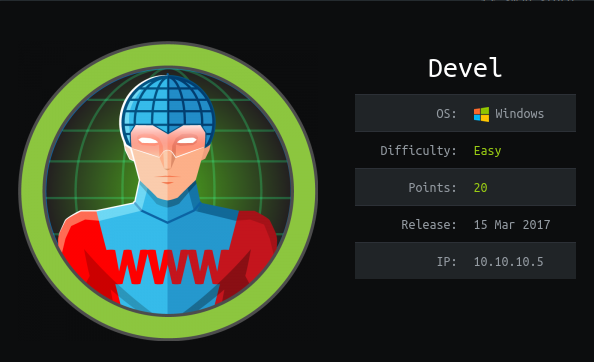 Devel
OS: Windows
Difficulty: Easy
Points: 20
Release: 15 Mar 2017
IP: 10.10.10.5
WWW